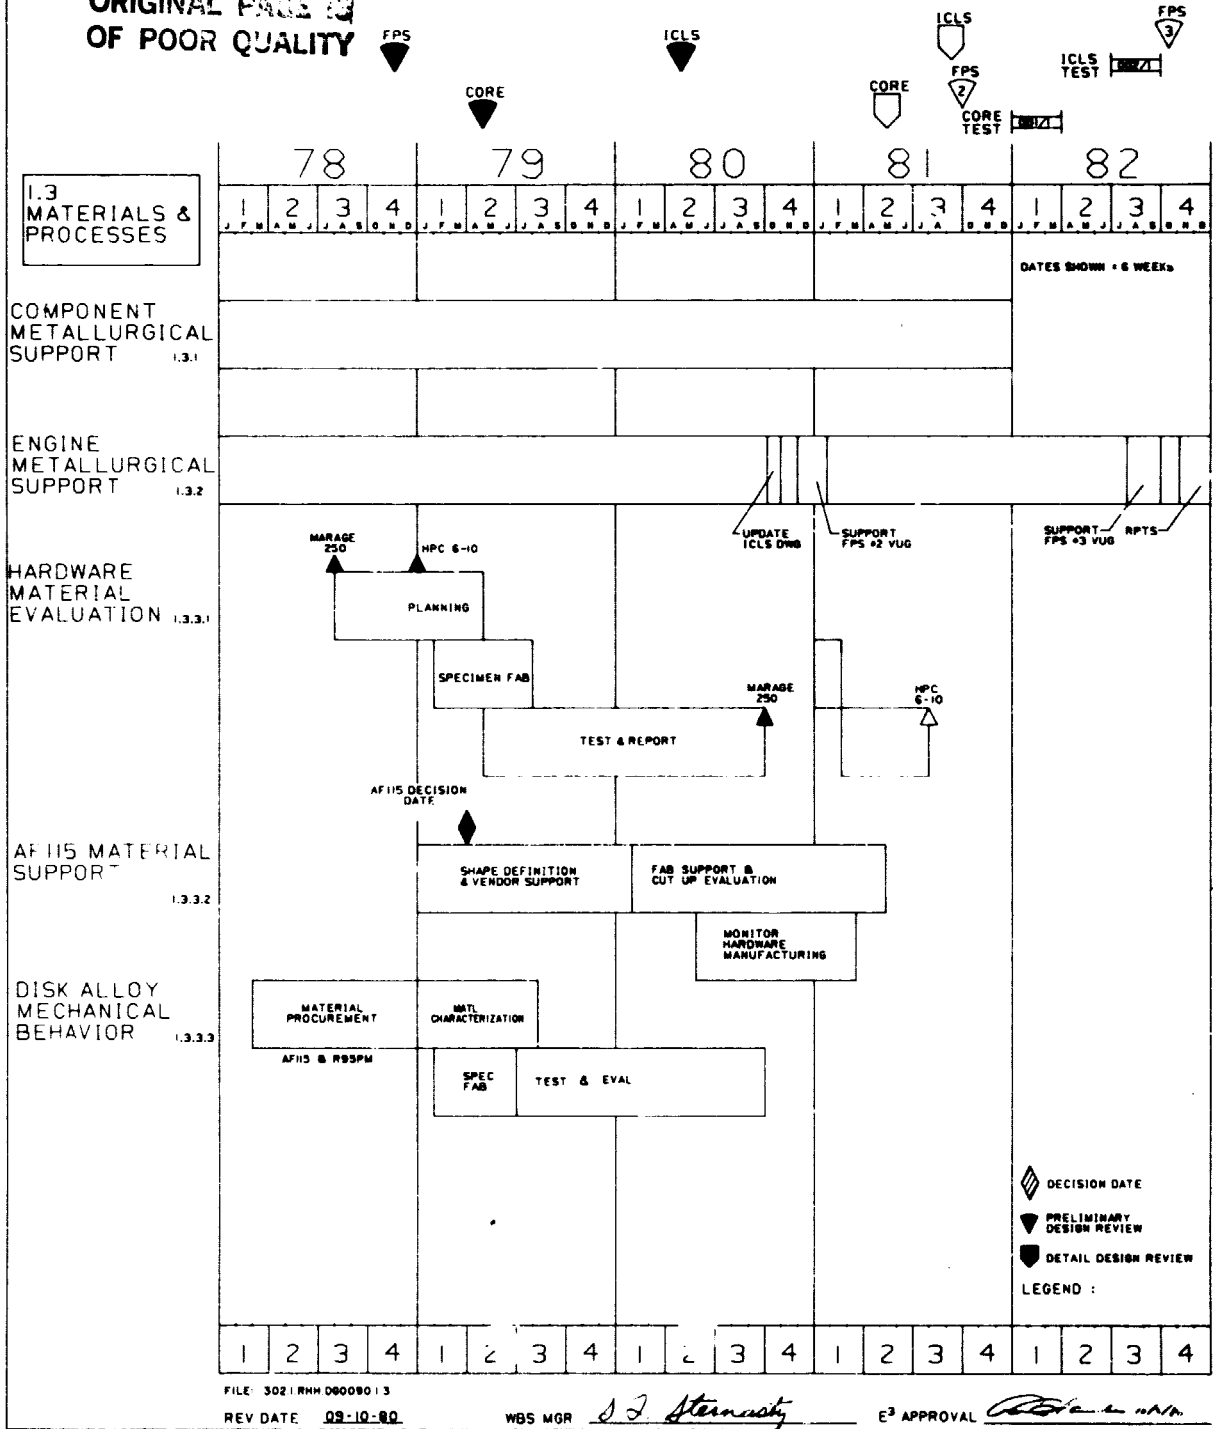 ORIGINAL PAGE IS
OF POOR QUALITY
FPS
CORE
ICLS
CORE
ICLS
FPS
2
CORE
TEST
ICLS
TEST
FPS
3
78 79 80 81 82
1 2 3 4 1 2 3 4 1 2 3 4 1 2 3 4 1 2 3 4
J F M A M J J A S O N D J F M A M J J A S O N D J F M A M J J A S O N D J F M A M J J A S O N D J F M A M J J A S O N D
1.3
MATERIALS &
PROCESSES
DATES SHOWN ± 6 WEEKS
COMPONENT
METALLURGICAL
SUPPORT 1.3.1
ENGINE
METALLURGICAL
SUPPORT 1.3.2
UPDATE
ICLS DWG
SUPPORT
FPS #2 VUG
SUPPORT
FPS #3 VUG
RPTS
HARDWARE
MATERIAL
EVALUATION 1.3.3.1
MARAGE
250
HPC 6-10
PLANNING
SPECIMEN FAB
TEST & REPORT
MARAGE
250
HPC
6-10
AF115 DECISION
DATE
AF115 MATERIAL
SUPPORT
1.3.3.2
SHAPE DEFINITION
& VENDOR SUPPORT
FAB SUPPORT &
CUT UP EVALUATION
MONITOR
HARDWARE
MANUFACTURING
DISK ALLOY
MECHANICAL
BEHAVIOR 1.3.3.3
MATERIAL
PROCUREMENT
MATL
CHARACTERIZATION
AF115 & R95PM
SPEC
FAB
TEST & EVAL
DECISION DATE
PRELIMINARY
DESIGN REVIEW
DETAIL DESIGN REVIEW
LEGEND :
1 2 3 4 1 2 3 4 1 2 3 4 1 2 3 4 1 2 3 4
FILE: 3021.RHH.D600901 3
REV DATE 09-10-80
WBS MGR
E³ APPROVAL